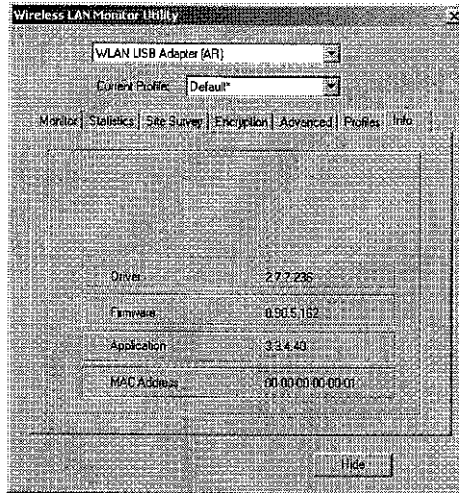 Wireless LAN Monitor Utility
WLAN USB Adapter (AR)
Current Profile: Default*
Monitor Statistics Site Survey Encryption Advanced Profiles Info
Driver 2.7.7.236
Firmware 0.90.5.162
Application 3.3.4.40
MAC Address 00-00-00-00-00-01
Hide